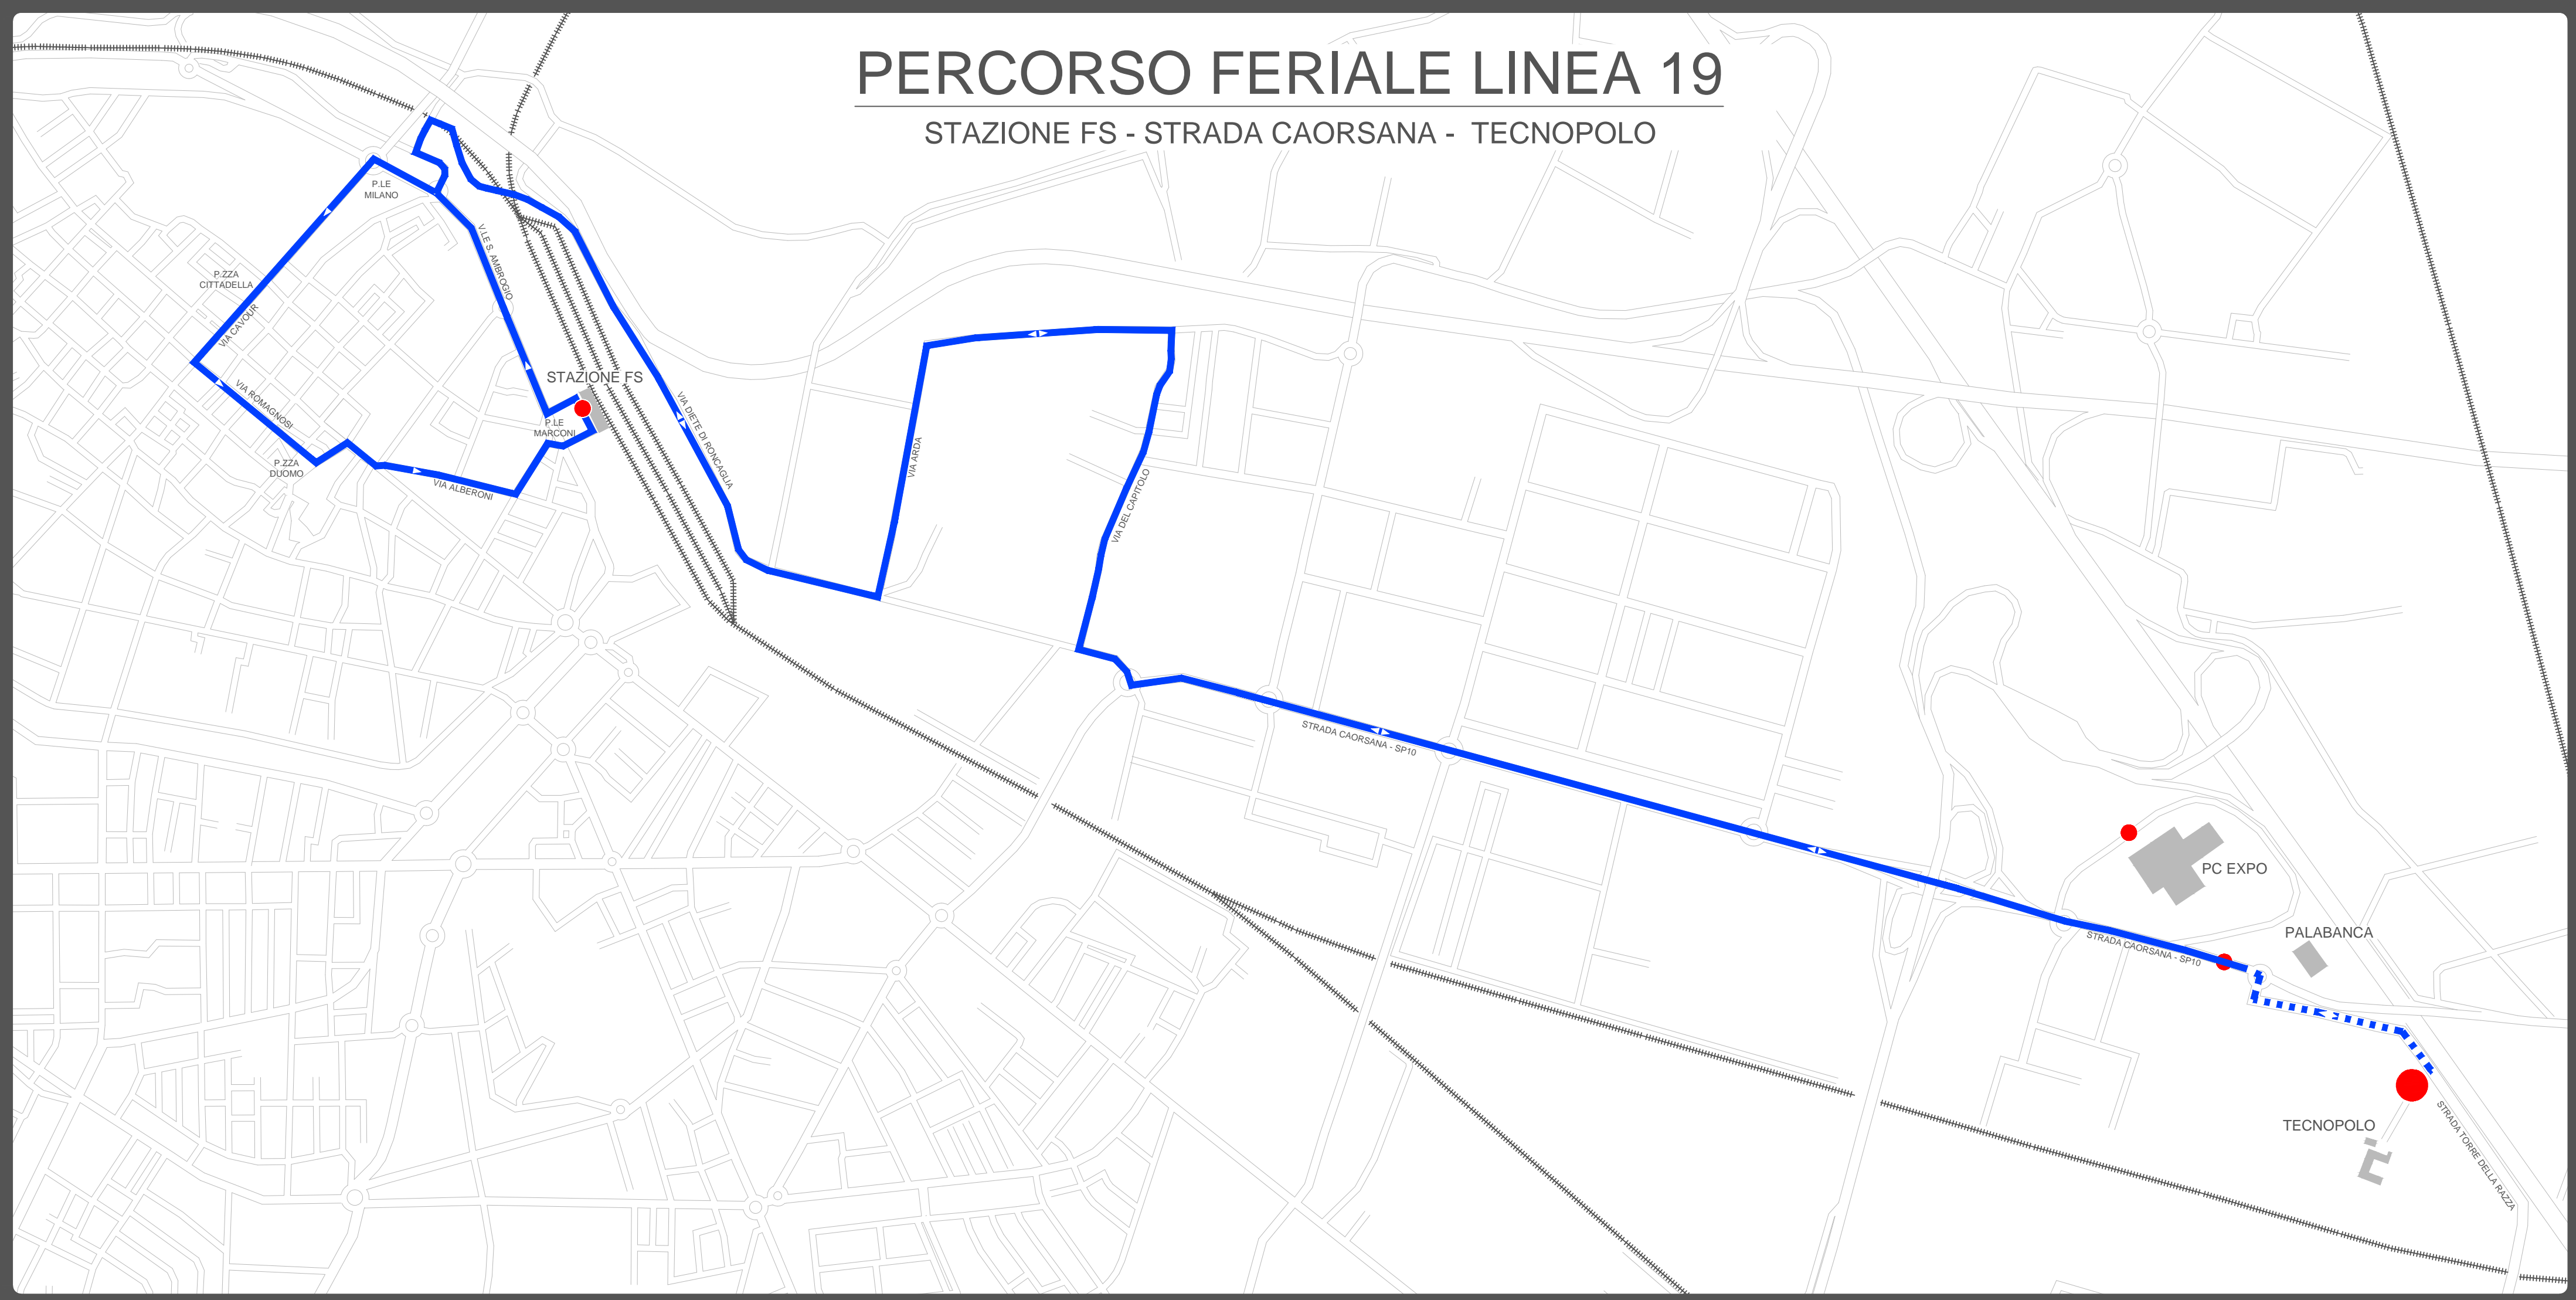 PERCORSO FERIALE LINEA 19
STAZIONE FS - STRADA CAORSANA - TECNOPOLO
P.LE
MILANO
V.LE S. AMBROGIO
P.ZZA
CITTADELLA
VIA CAVOUR
VIA ROMAGNOSI
P.ZZA
DUOMO
VIA ALBERONI
STAZIONE FS
P.LE
MARCONI
VIA DIETE DI RONCAGLIA
VIA ARDA
VIA DEL CAPITOLO
STRADA CAORSANA - SP10
PC EXPO
PALABANCA
STRADA CAORSANA - SP10
TECNOPOLO
STRADA TORRE DELLA RAZZA